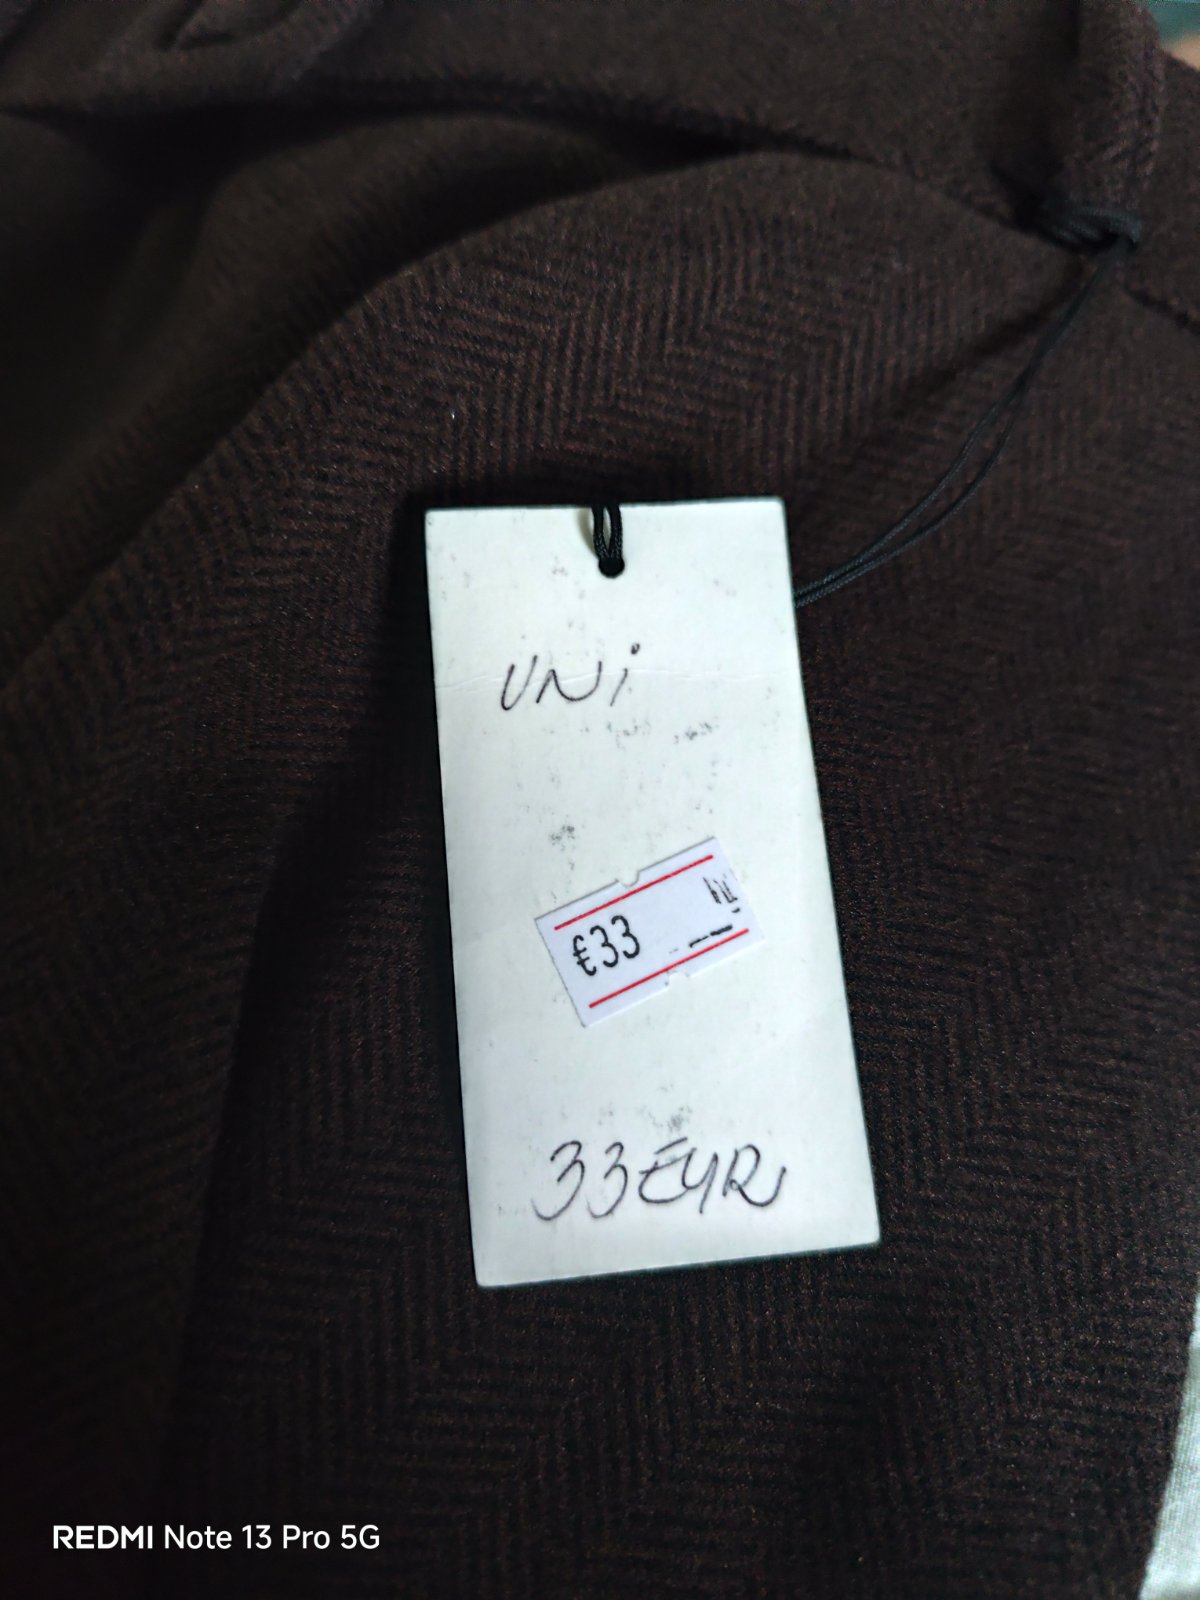 UNi
€33
33EYR
REDMI Note 13 Pro 5G